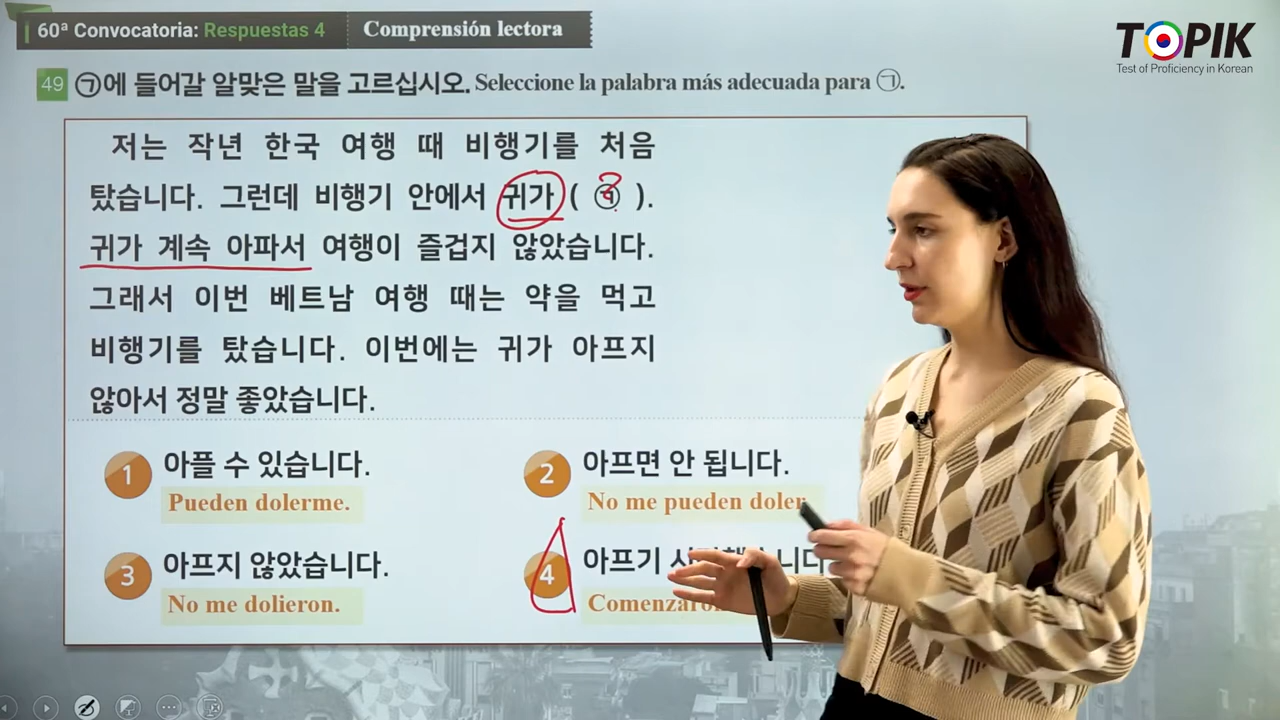 60ª Convocatoria: Respuestas 4 Comprensión lectora
TOPIK
Test of Proficiency in Korean
49 ㉠에 들어갈 알맞은 말을 고르십시오. Seleccione la palabra más adecuada para ㉠.
저는 작년 한국 여행 때 비행기를 처음
탔습니다. 그런데 비행기 안에서 귀가 ( ㉠ ).
귀가 계속 아파서 여행이 즐겁지 않았습니다.
그래서 이번 베트남 여행 때는 약을 먹고
비행기를 탔습니다. 이번에는 귀가 아프지
않아서 정말 좋았습니다.
1 아플 수 있습니다.
Pueden dolerme.
2 아프면 안 됩니다.
No me pueden doler
3 아프지 않았습니다.
No me dolieron.
4 아프기